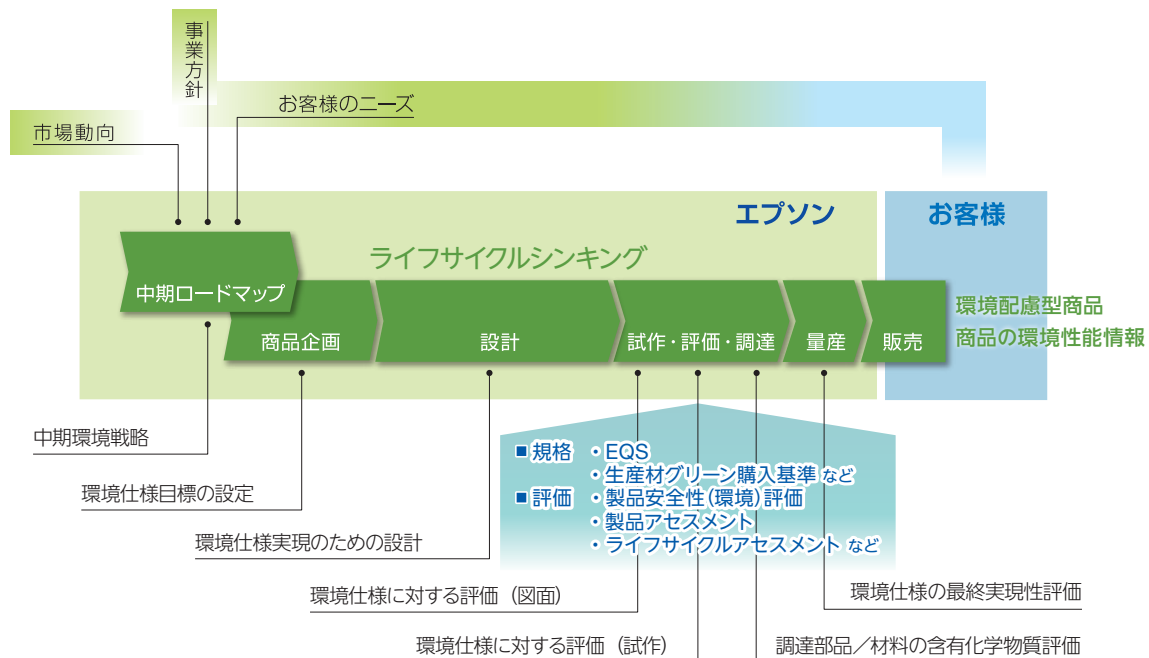 事業方針
お客様のニーズ
市場動向
エプソン
お客様
ライフサイクルシンキング
中期ロードマップ
商品企画
設計
試作・評価・調達
量産
販売
環境配慮型商品
商品の環境性能情報
中期環境戦略
環境仕様目標の設定
環境仕様実現のための設計
■規格 ・EQS
・生産材グリーン購入基準 など
■評価 ・製品安全性(環境)評価
・製品アセスメント
・ライフサイクルアセスメント など
環境仕様に対する評価（図面）
環境仕様の最終実現性評価
環境仕様に対する評価（試作）
調達部品／材料の含有化学物質評価